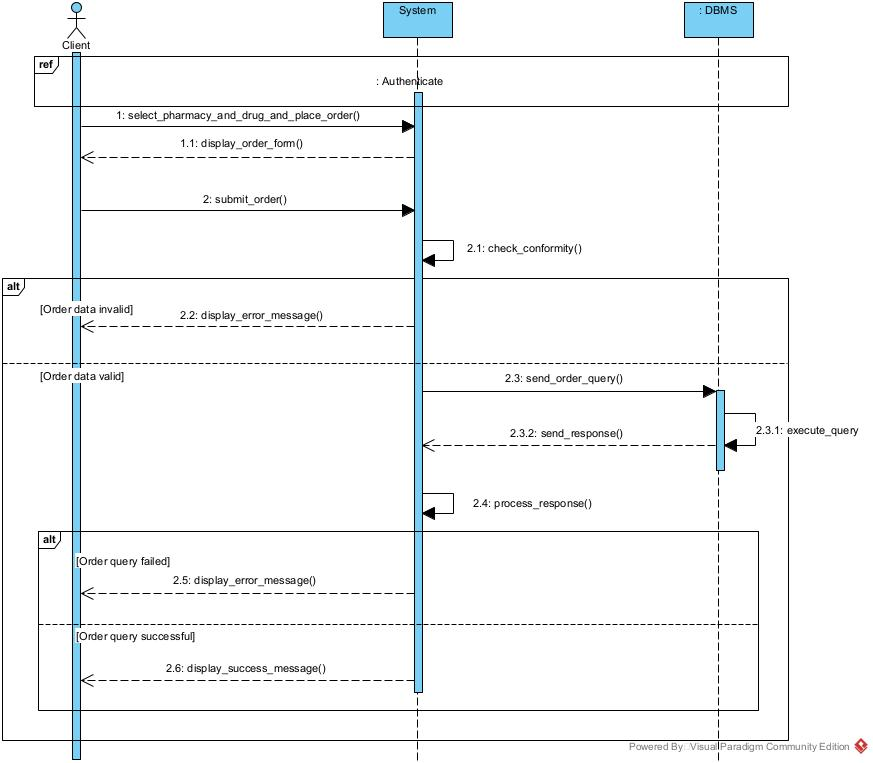 System
: DBMS
Client
ref
: Authenticate
1: select_pharmacy_and_drug_and_place_order()
1.1: display_order_form()
2: submit_order()
2.1: check_conformity()
alt
[Order data invalid]
2.2: display_error_message()
[Order data valid]
2.3: send_order_query()
2.3.1: execute_query
2.3.2: send_response()
2.4: process_response()
alt
[Order query failed]
2.5: display_error_message()
[Order query successful]
2.6: display_success_message()
Powered By Visual Paradigm Community Edition